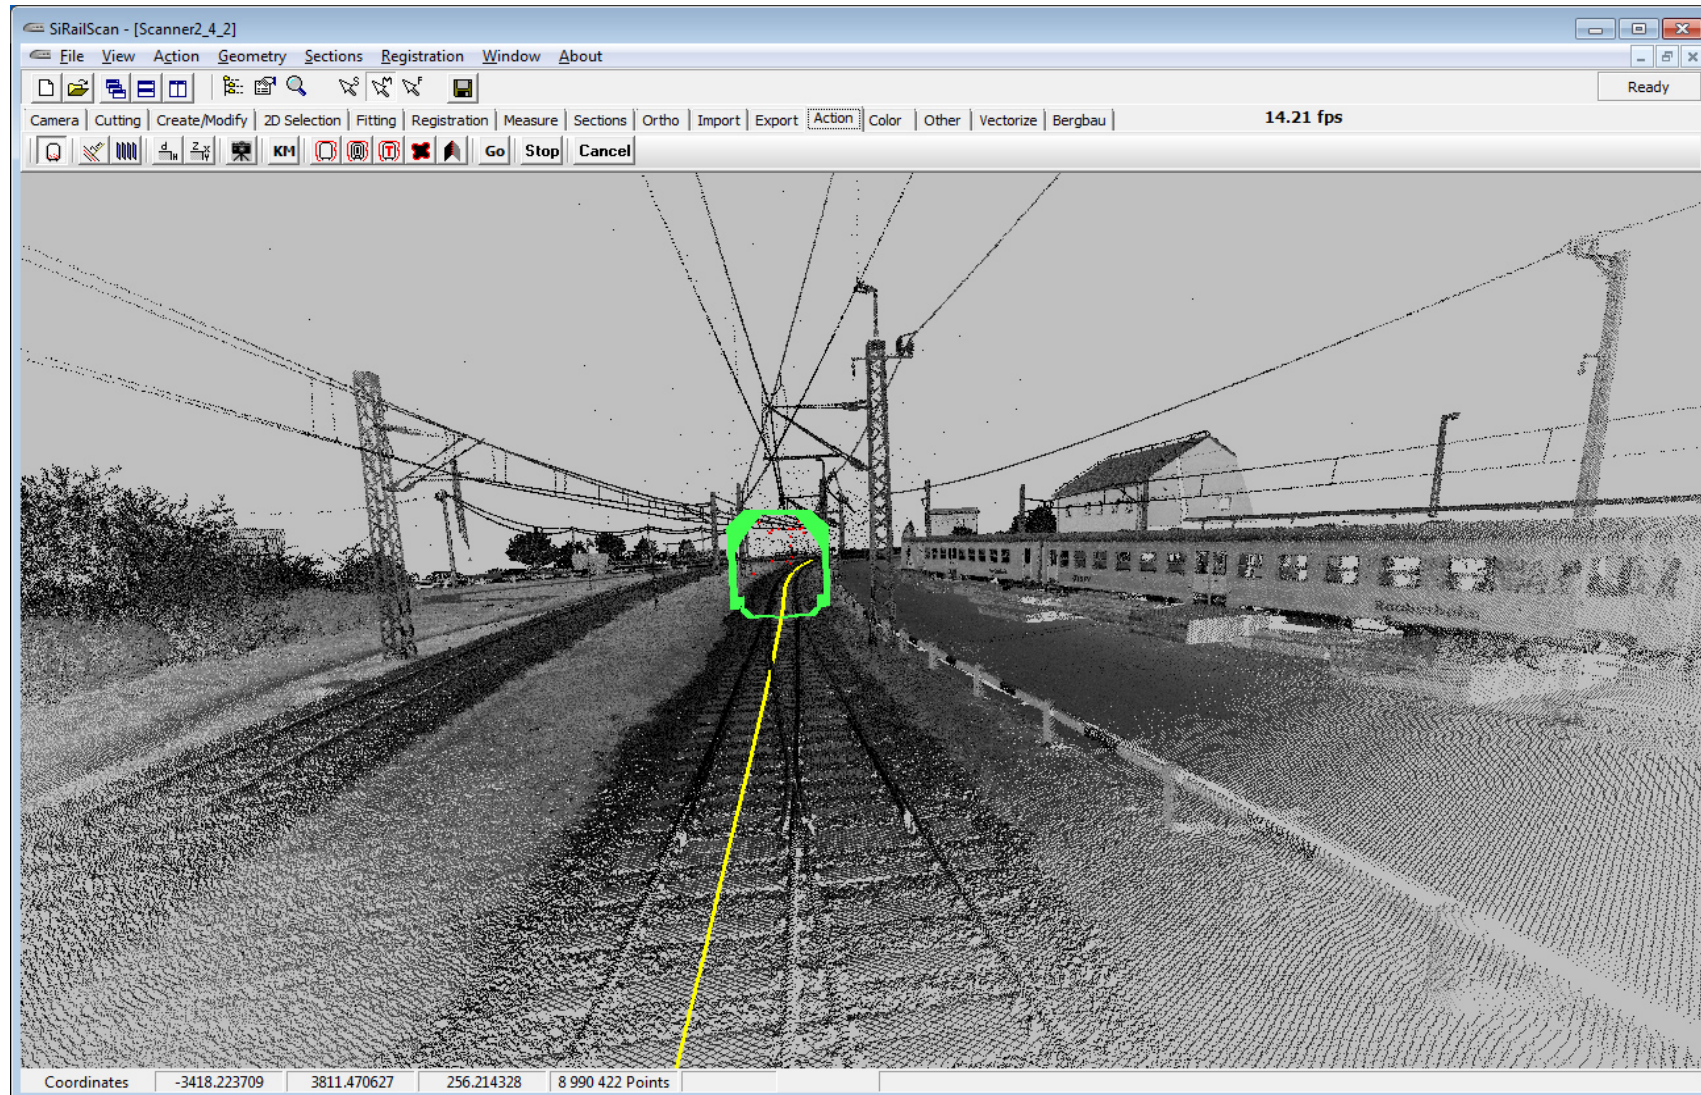 SiRailScan - [Scanner2_4_2]
File View Action Geometry Sections Registration Window About
Ready
Camera Cutting Create/Modify 2D Selection Fitting Registration Measure Sections Ortho Import Export Action Color Other Vectorize Bergbau 14.21 fps
KM T Go Stop Cancel
Coordinates -3418.223709 3811.470627 256.214328 8 990 422 Points